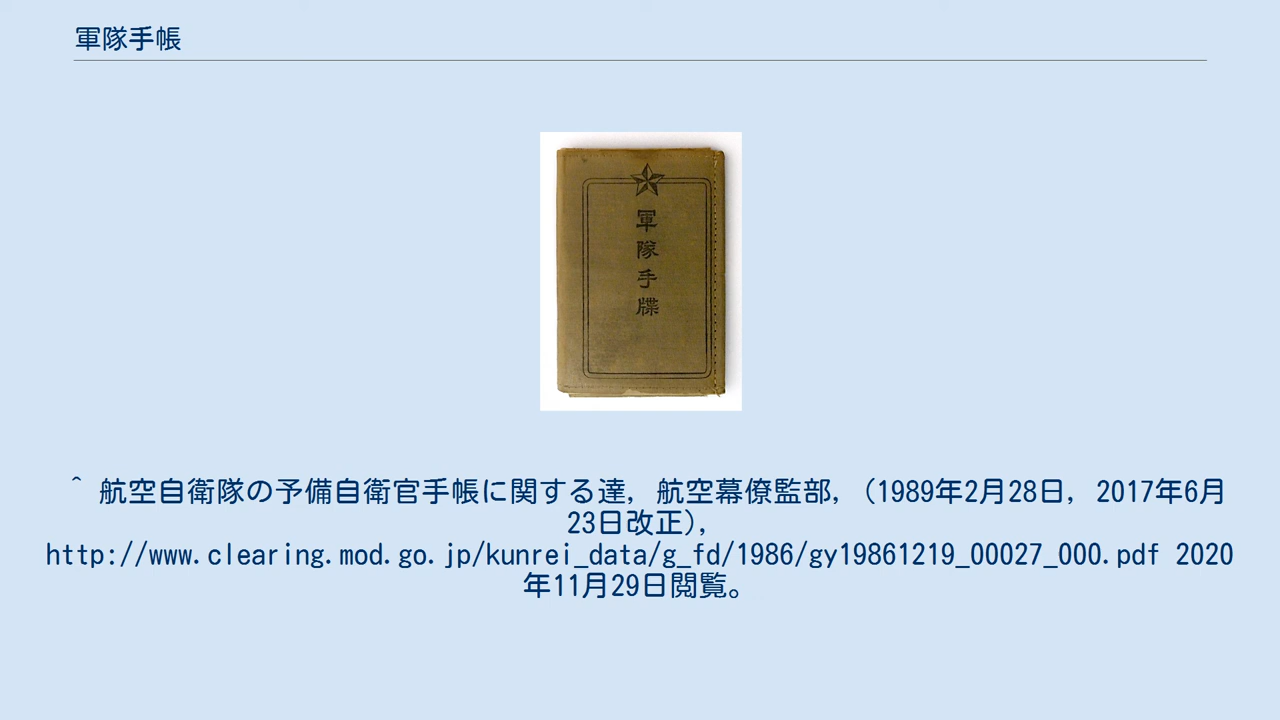 軍隊手帳
軍隊手牒
^ 航空自衛隊の予備自衛官手帳に関する達, 航空幕僚監部, (1989年2月28日, 2017年6月
23日改正),
http://www.clearing.mod.go.jp/kunrei_data/g_fd/1986/gy19861219_00027_000.pdf 2020
年11月29日閲覧。